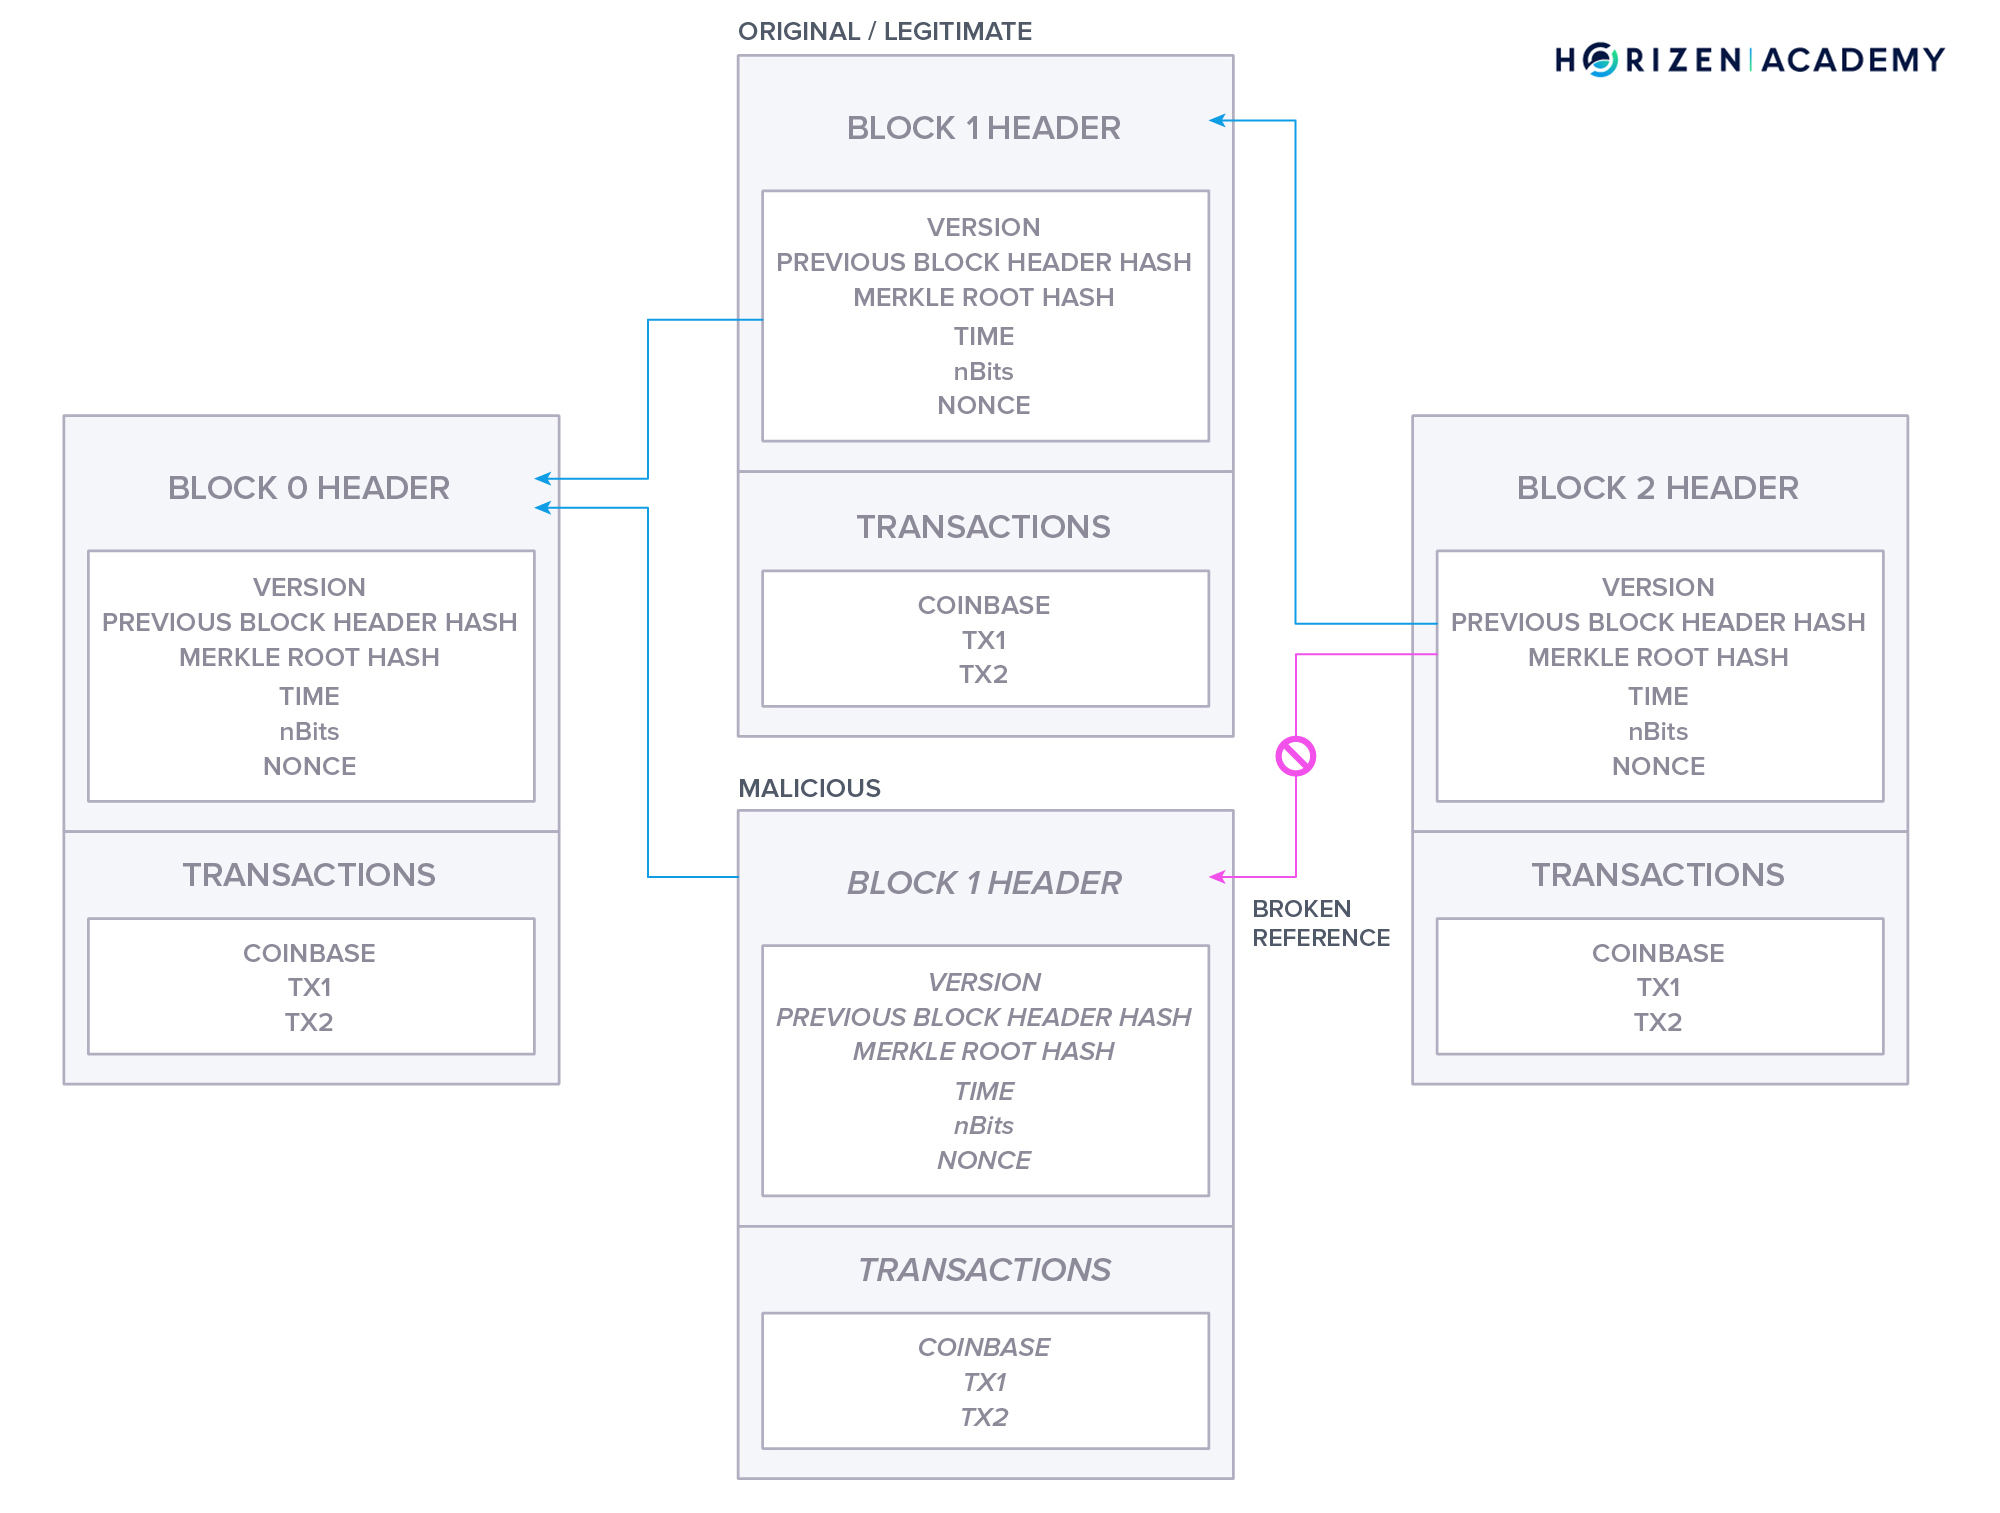 ORIGINAL / LEGITIMATE
HORIZEN | ACADEMY
BLOCK 1 HEADER
VERSION
PREVIOUS BLOCK HEADER HASH
MERKLE ROOT HASH
TIME
nBits
NONCE
TRANSACTIONS
COINBASE
TX1
TX2
BLOCK 0 HEADER
VERSION
PREVIOUS BLOCK HEADER HASH
MERKLE ROOT HASH
TIME
nBits
NONCE
TRANSACTIONS
COINBASE
TX1
TX2
MALICIOUS
BLOCK 1 HEADER
VERSION
PREVIOUS BLOCK HEADER HASH
MERKLE ROOT HASH
TIME
nBits
NONCE
TRANSACTIONS
COINBASE
TX1
TX2
BROKEN
REFERENCE
BLOCK 2 HEADER
VERSION
PREVIOUS BLOCK HEADER HASH
MERKLE ROOT HASH
TIME
nBits
NONCE
TRANSACTIONS
COINBASE
TX1
TX2